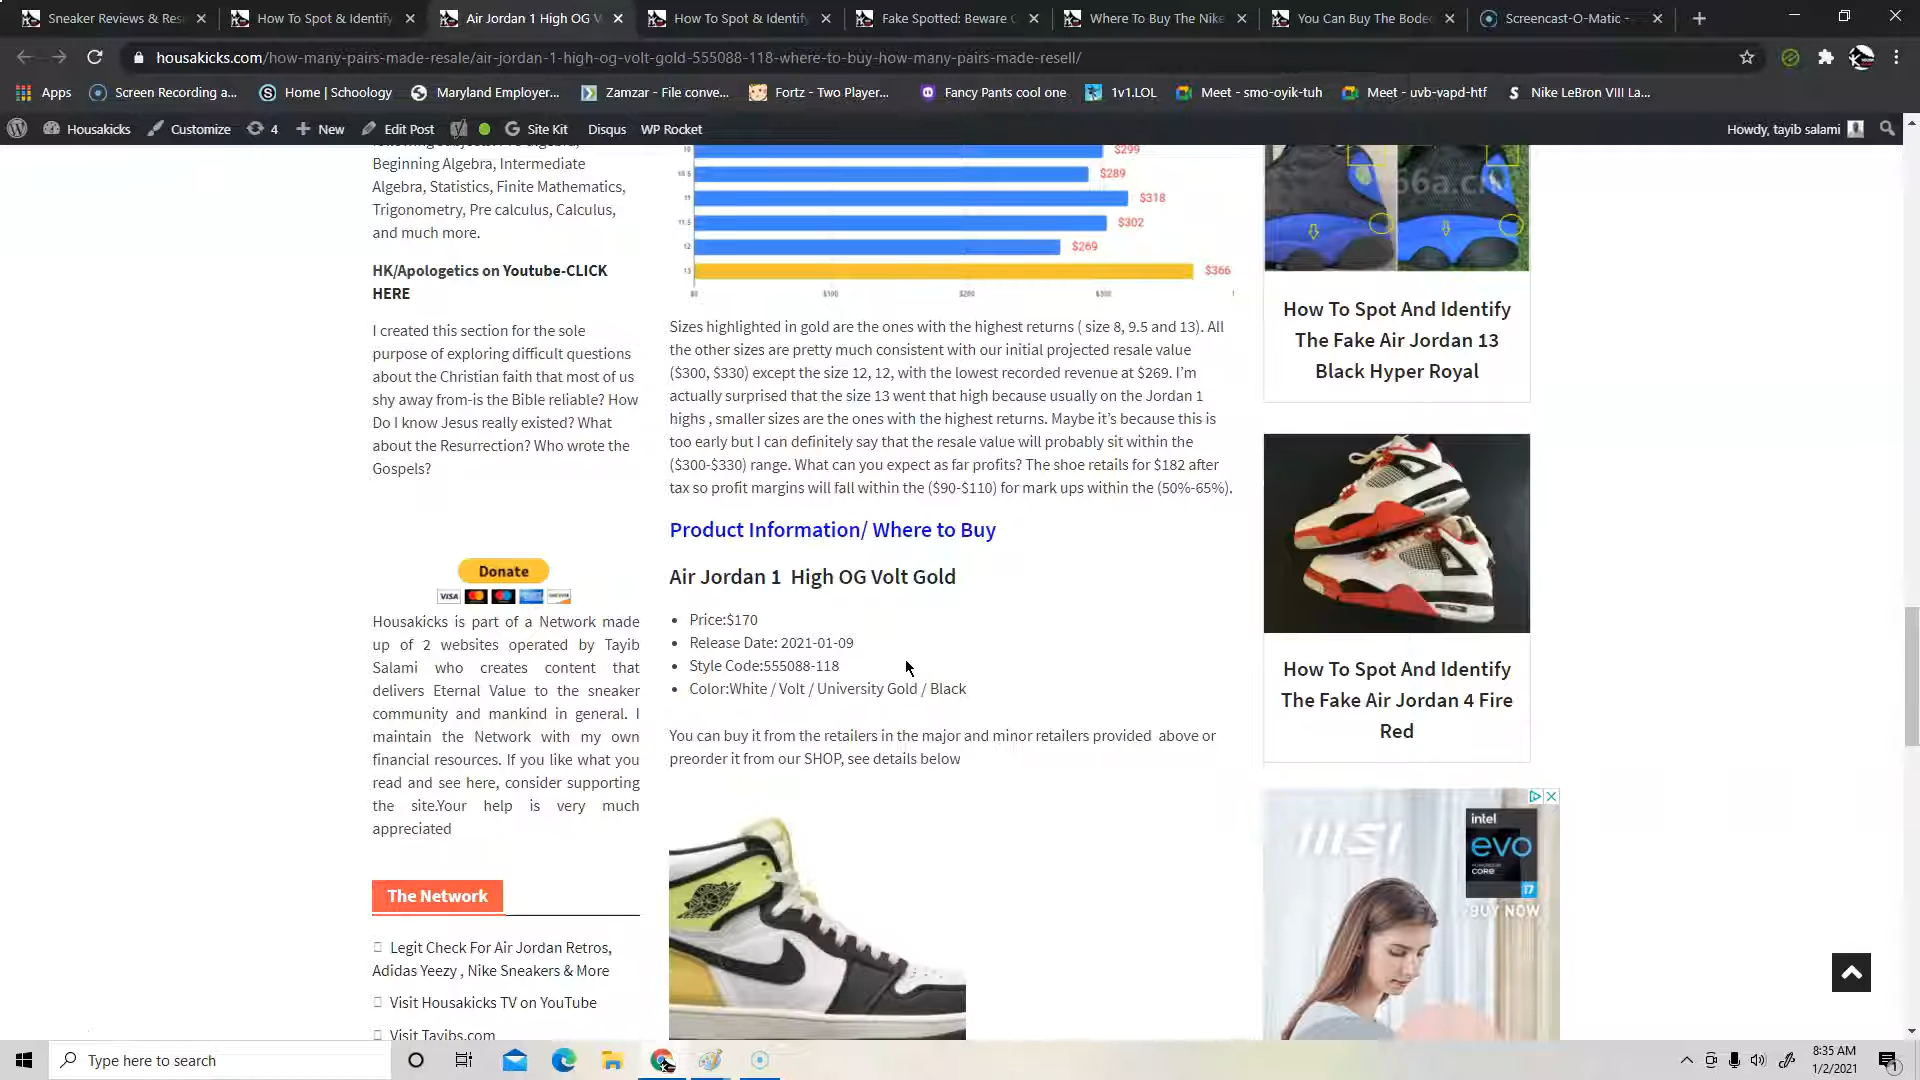 Sneaker Reviews & Res
How To Spot & Identify
Air Jordan 1 High OG V
How To Spot & Identify
Fake Spotted: Beware
Where To Buy The Nike
You Can Buy The Bode
Screencast-O-Matic -
housakicks.com/how-many-pairs-made-resale/air-jordan-1-high-og-volt-gold-555088-118-where-to-buy-how-many-pairs-made-resell/
Apps
Screen Recording a...
Home | Schoology
Maryland Employer...
Zamzar - File conve...
Fortz - Two Player...
Fancy Pants cool one
1v1.LOL
Meet - smo-oyik-tuh
Meet - uvb-vapd-htf
Nike LeBron VIII La...
Housakicks
Customize
4
New
Edit Post
Site Kit
Disqus
WP Rocket
Howdy, tayib salami
Beginning Algebra, Intermediate
Algebra, Statistics, Finite Mathematics,
Trigonometry, Pre calculus, Calculus,
and much more.
HK/Apologetics on Youtube-CLICK
HERE
I created this section for the sole
purpose of exploring difficult questions
about the Christian faith that most of us
shy away from-is the Bible reliable? How
Do I know Jesus really existed? What
about the Resurrection? Who wrote the
Gospels?
Donate
VISA
Housakicks is part of a Network made
up of 2 websites operated by Tayib
Salami who creates content that
delivers Eternal Value to the sneaker
community and mankind in general. I
maintain the Network with my own
financial resources. If you like what you
read and see here, consider supporting
the site.Your help is very much
appreciated
The Network
Legit Check For Air Jordan Retros,
Adidas Yeezy , Nike Sneakers & More
Visit Housakicks TV on YouTube
Visit Tayibs.com
10 $299
10.5 $289
11 $318
11.5 $302
12 $269
13 $366
$0 $100 $200 $300
Sizes highlighted in gold are the ones with the highest returns ( size 8, 9.5 and 13). All
the other sizes are pretty much consistent with our initial projected resale value
($300, $330) except the size 12, 12, with the lowest recorded revenue at $269. I'm
actually surprised that the size 13 went that high because usually on the Jordan 1
highs , smaller sizes are the ones with the highest returns. Maybe it's because this is
too early but I can definitely say that the resale value will probably sit within the
($300-$330) range. What can you expect as far profits? The shoe retails for $182 after
tax so profit margins will fall within the ($90-$110) for mark ups within the (50%-65%).
Product Information/ Where to Buy
Air Jordan 1 High OG Volt Gold
Price:$170
Release Date: 2021-01-09
Style Code:555088-118
Color:White / Volt / University Gold / Black
You can buy it from the retailers in the major and minor retailers provided above or
preorder it from our SHOP, see details below
66a.cn
How To Spot And Identify
The Fake Air Jordan 13
Black Hyper Royal
How To Spot And Identify
The Fake Air Jordan 4 Fire
Red
msi
intel
evo
CORE
i7
BUY NOW
Type here to search
8:35 AM
1/2/2021
1